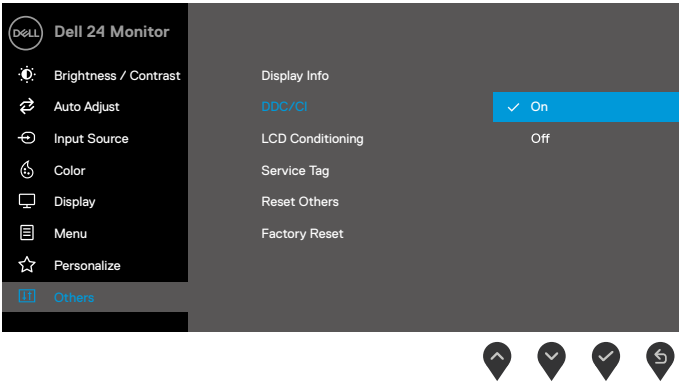 DELL Dell 24 Monitor
Brightness / Contrast Display Info
Auto Adjust DDC/CI On
Input Source LCD Conditioning Off
Color Service Tag
Display Reset Others
Menu Factory Reset
Personalize
Others